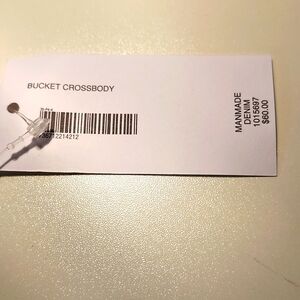 BUCKET CROSSBODY
MANMADE
DENIM
1015697
$60.00